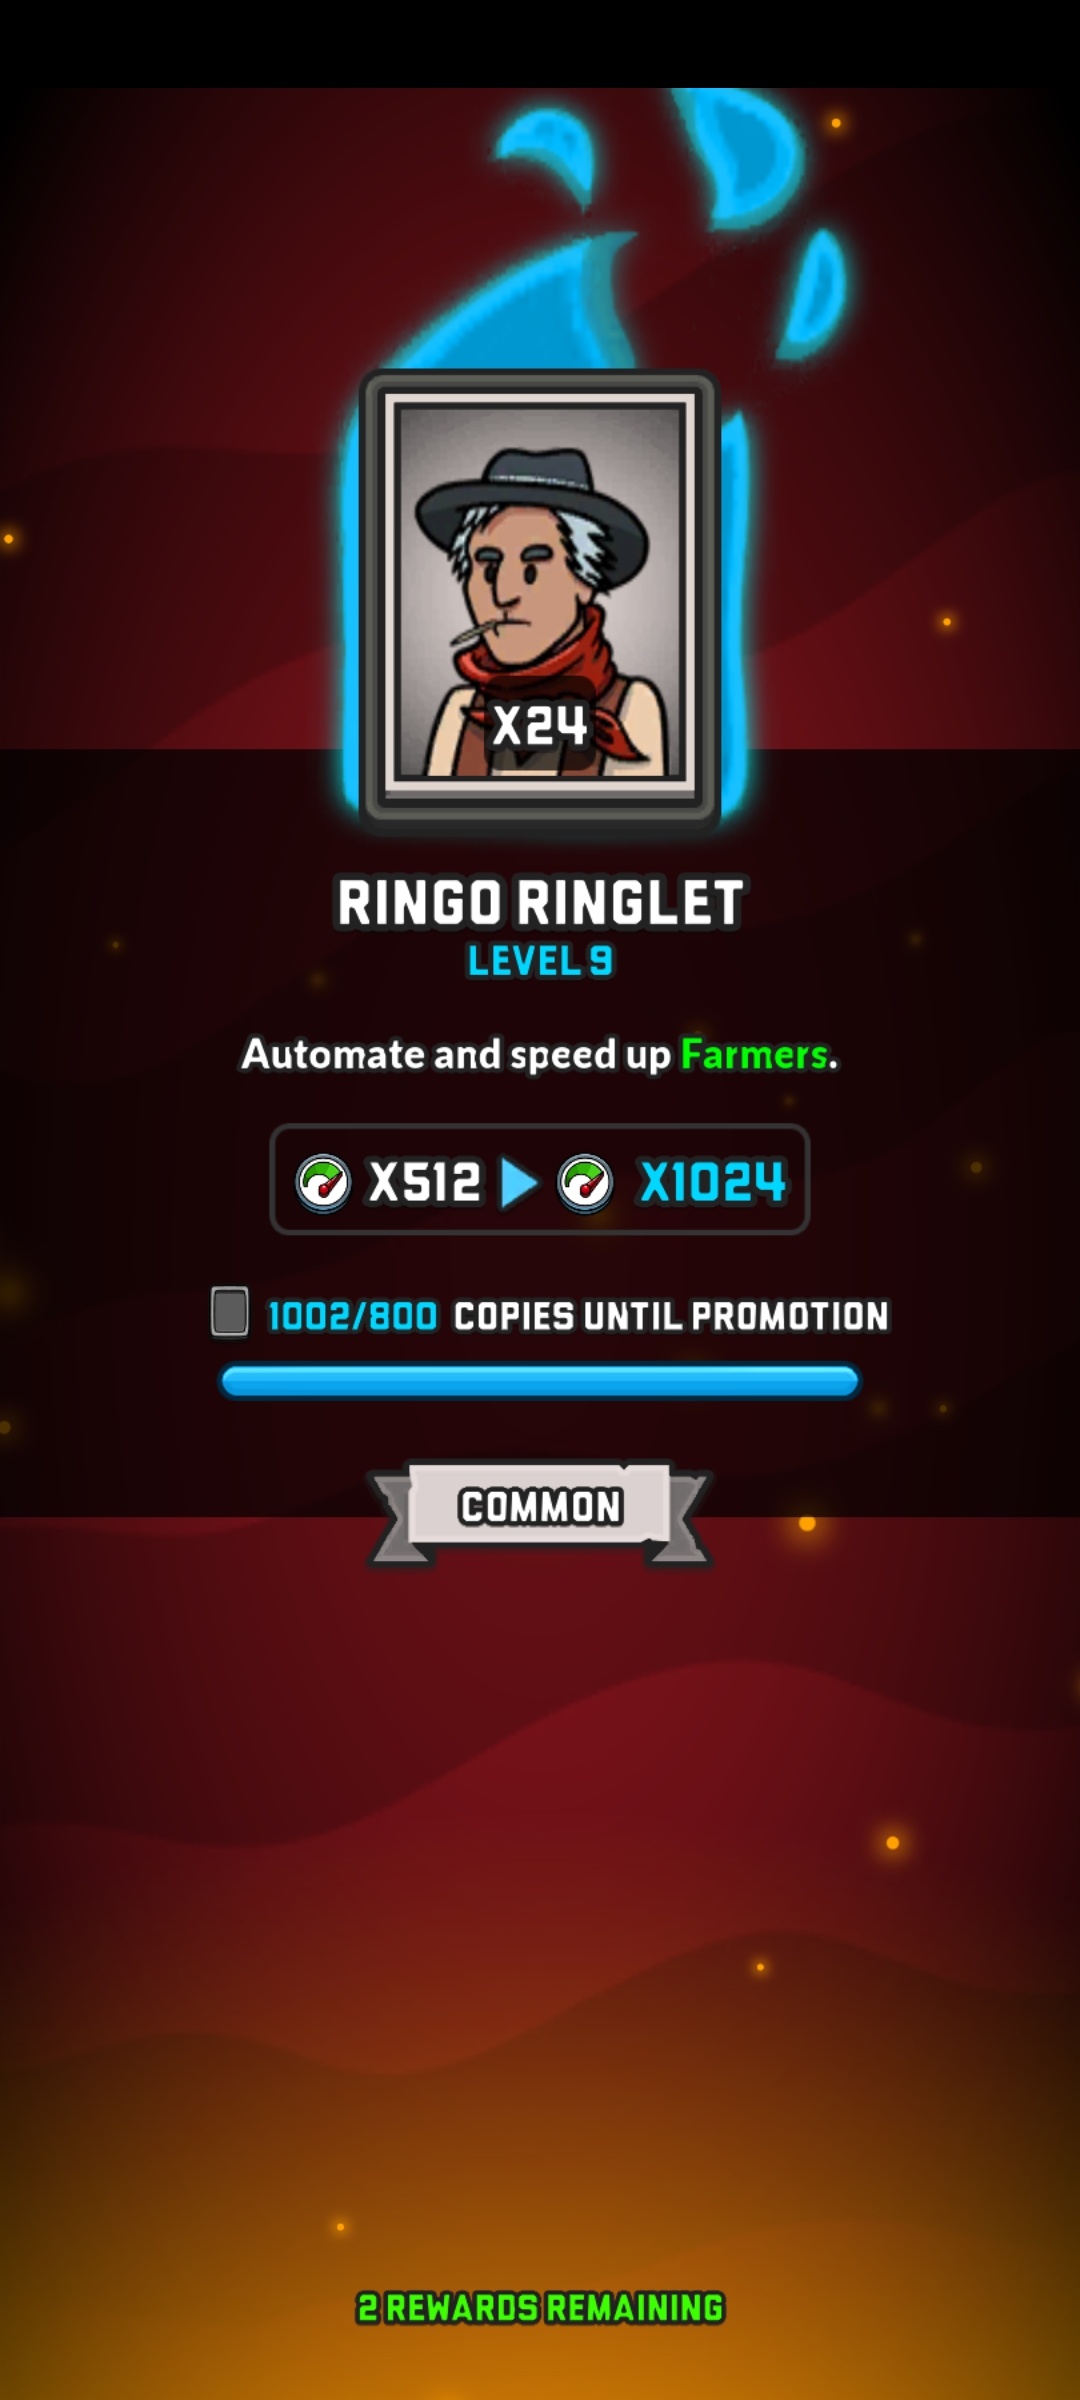 X24
RINGO RINGLET
LEVEL 9
Automate and speed up Farmers.
X512 X1024
1002/800 COPIES UNTIL PROMOTION
COMMON
2 REWARDS REMAINING